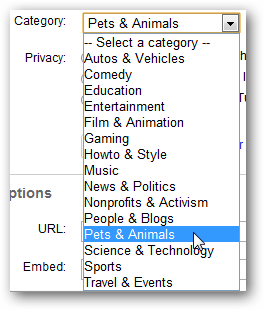 Category: Pets & Animals
-- Select a category --
Privacy:
Autos & Vehicles
Comedy
Education
Entertainment
Film & Animation
Gaming
Howto & Style
Music
News & Politics
Nonprofits & Activism
People & Blogs
Pets & Animals
Science & Technology
Sports
Travel & Events
ptions
URL:
Embed: